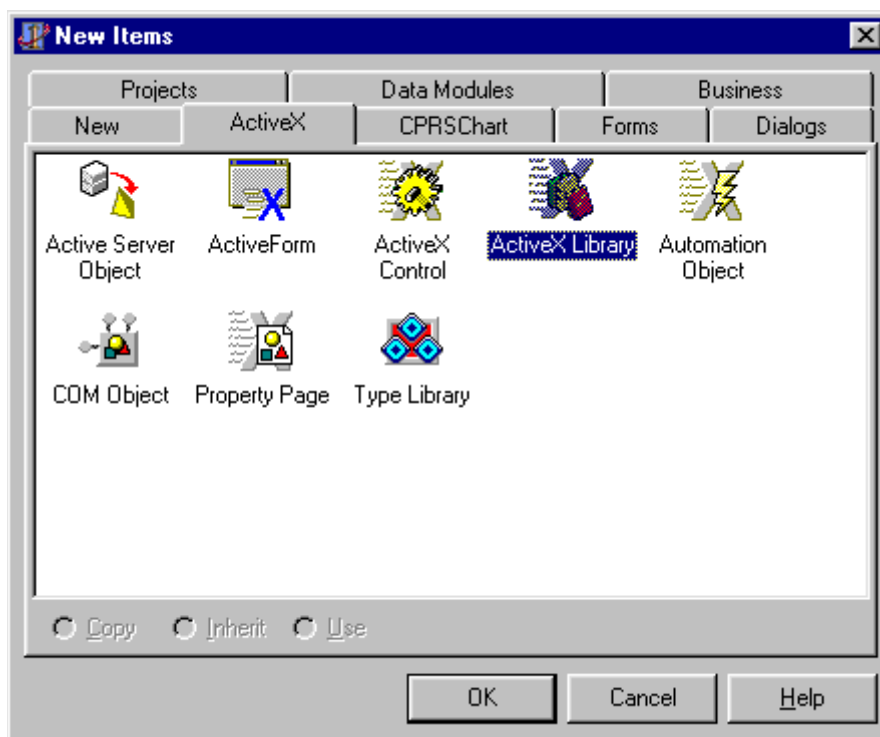 New Items
Projects Data Modules Business
New ActiveX CPRSChart Forms Dialogs
Active Server ActiveForm ActiveX ActiveX Library Automation
Object Control Object
COM Object Property Page Type Library
Copy Inherit Use
OK Cancel Help